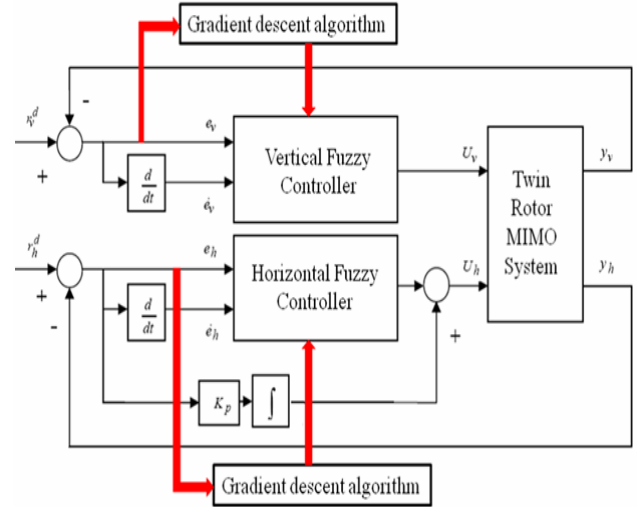 Gradient descent algorithm
-
r_v^d
+
e_v
d/dt
ė_v
Vertical Fuzzy
Controller
U_v
y_v
Twin
Rotor
MIMO
System
r_h^d
+
-
e_h
d/dt
ė_h
Horizontal Fuzzy
Controller
U_h
y_h
+
K_p
∫
Gradient descent algorithm